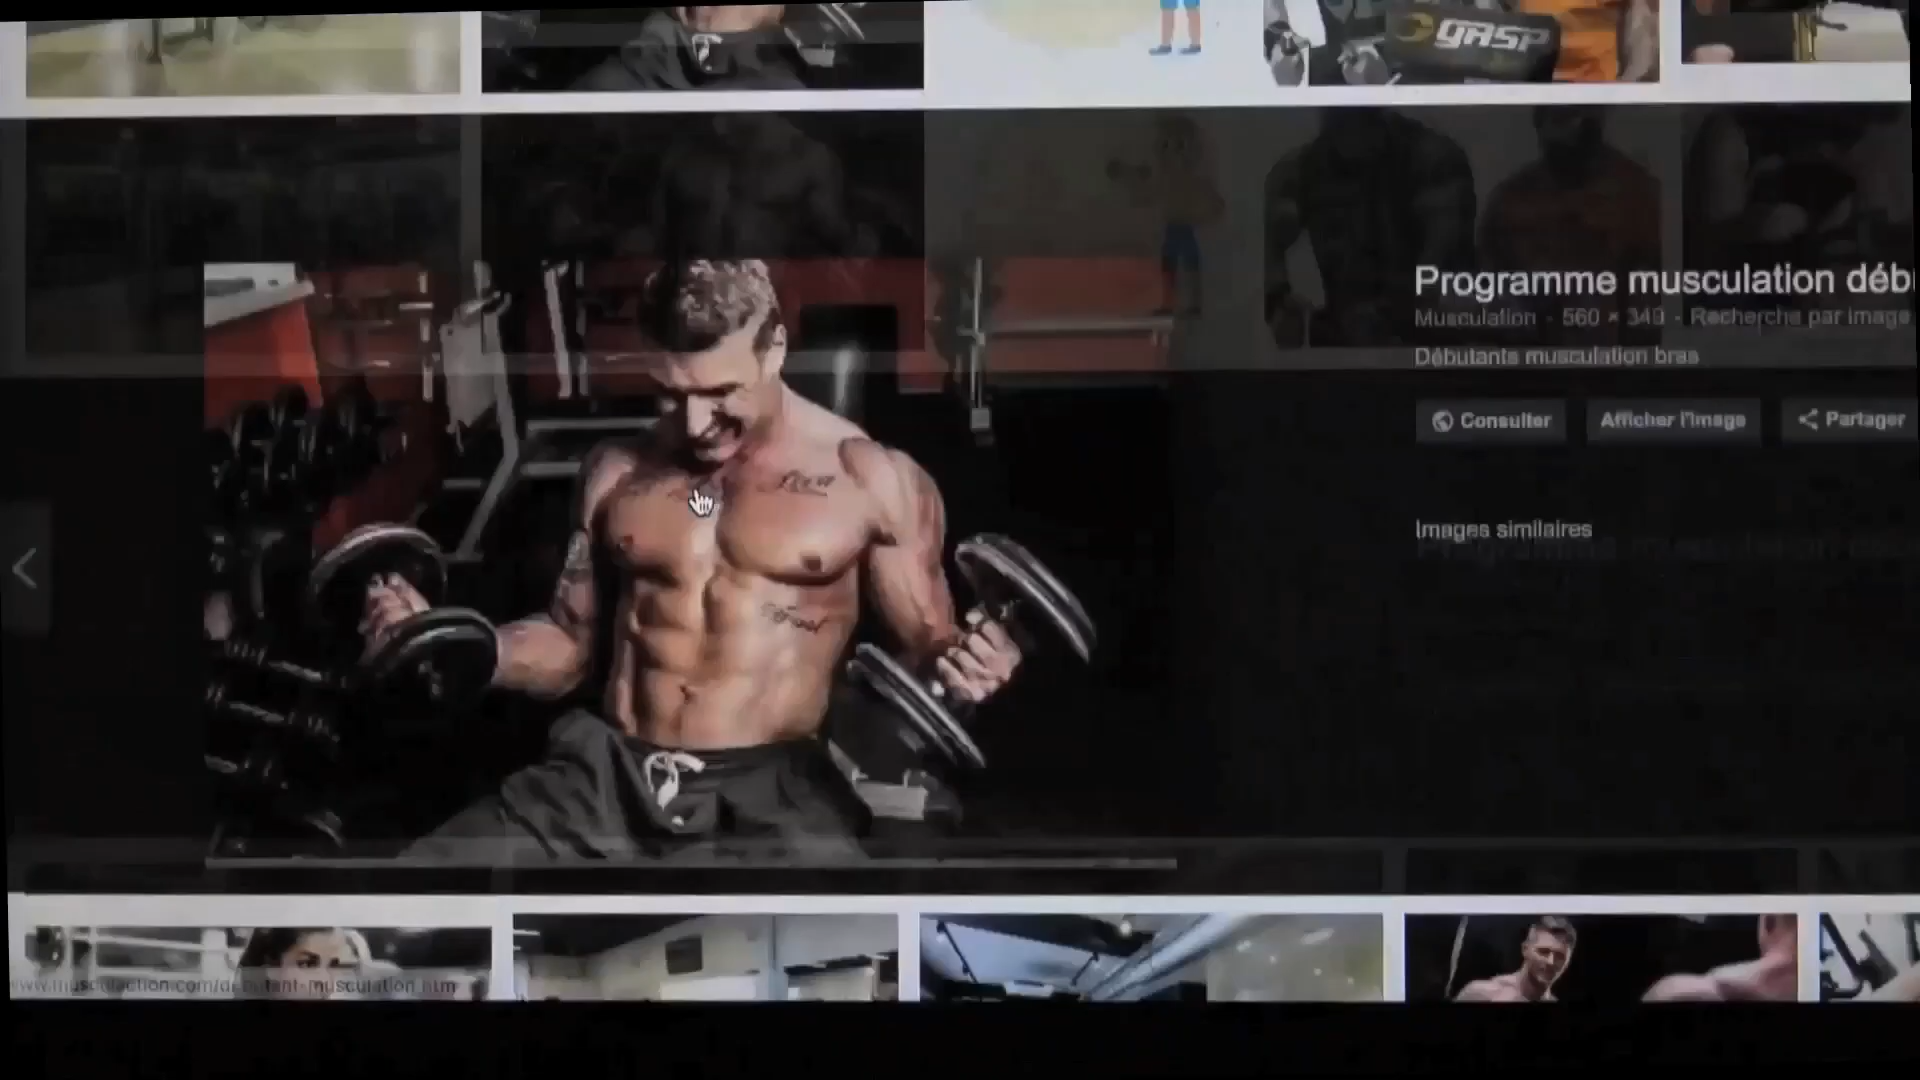 gasp
Programme musculation déb
Musculation - 560 × 349 - Recherche par image
Débutants musculation bras
Consulter
Afficher l'image
Partager
Images similaires
www.musculaction.com/debutant-musculation.htm